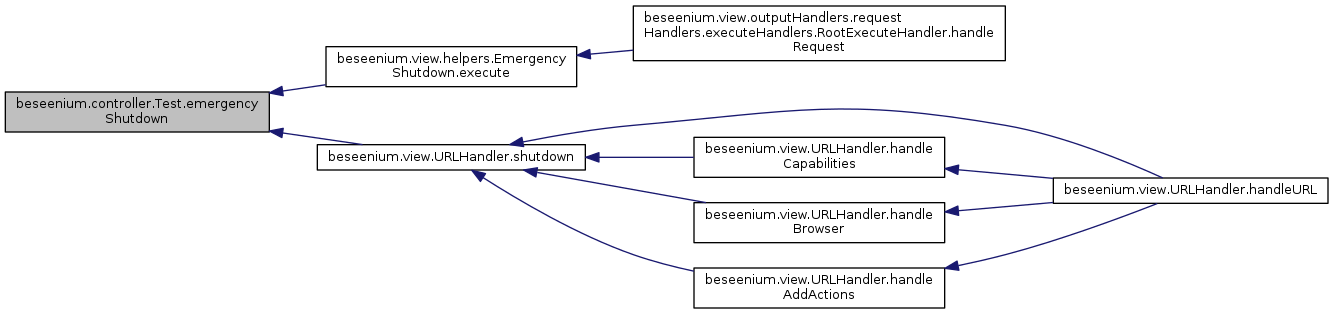 beseenium.view.outputHandlers.request
Handlers.executeHandlers.RootExecuteHandler.handle
Request
beseenium.view.helpers.Emergency
Shutdown.execute
beseenium.controller.Test.emergency
Shutdown
beseenium.view.URLHandler.shutdown
beseenium.view.URLHandler.handle
Capabilities
beseenium.view.URLHandler.handleURL
beseenium.view.URLHandler.handle
Browser
beseenium.view.URLHandler.handle
AddActions